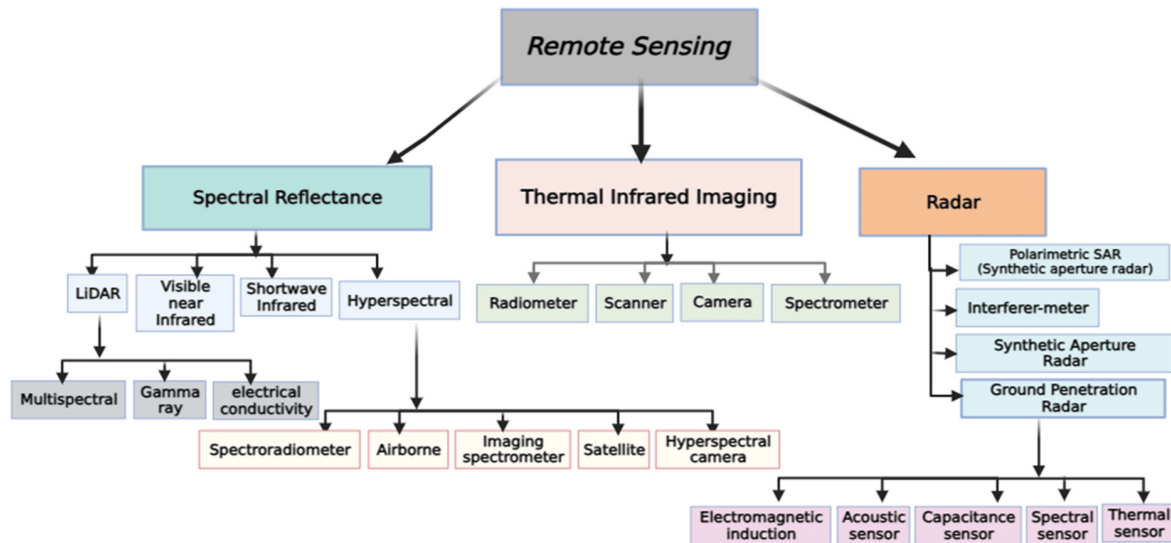 Remote Sensing
Spectral Reflectance
Thermal Infrared Imaging
Radar
LiDAR
Visible
near
Infrared
Shortwave
Infrared
Hyperspectral
Radiometer
Scanner
Camera
Spectrometer
Polarimetric SAR
(Synthetic aperture radar)
Interferer-meter
Synthetic Aperture
Radar
Ground Penetration
Radar
Multispectral
Gamma
ray
electrical
conductivity
Spectroradiometer
Airborne
Imaging
spectrometer
Satellite
Hyperspectral
camera
Electromagnetic
induction
Acoustic
sensor
Capacitance
sensor
Spectral
sensor
Thermal
sensor